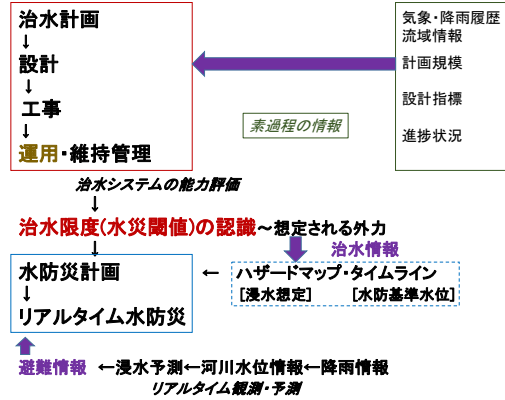 治水計画
↓
設計
↓
工事
↓
運用・維持管理
気象・降雨履歴
流域情報
計画規模
設計指標
進捗状況
素過程の情報
治水システムの能力評価
↓
治水限度(水災閾値)の認識～想定される外力
↓
治水情報
水防災計画
↓
リアルタイム水防災
←
ハザードマップ・タイムライン
[浸水想定] [水防基準水位]
避難情報 ←浸水予測←河川水位情報←降雨情報
リアルタイム観測・予測